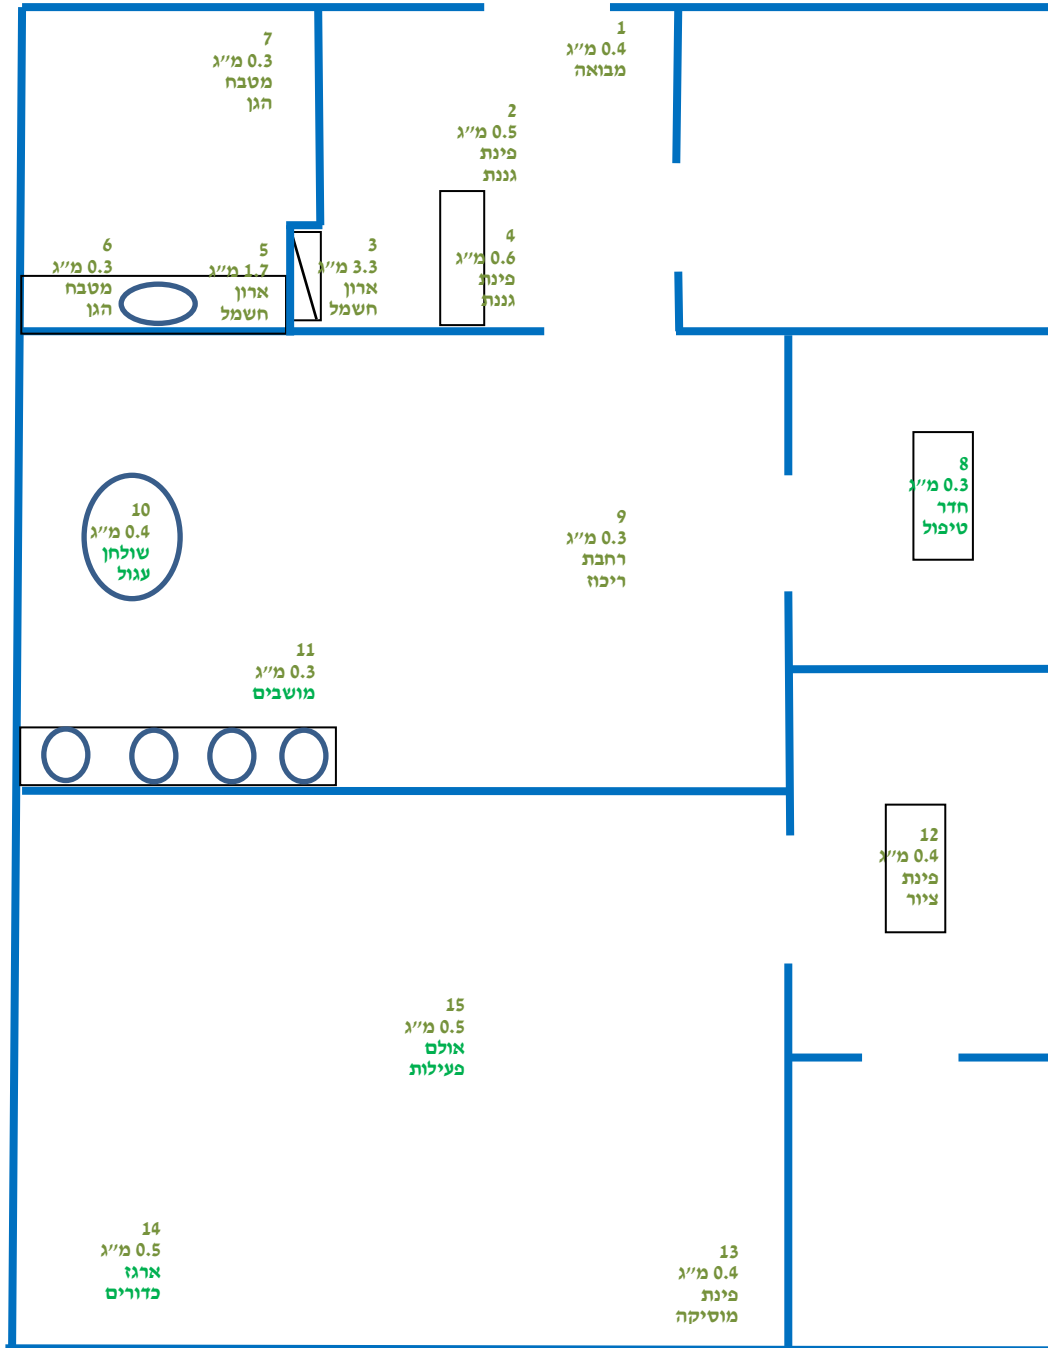 1
0.4 מ״ג
מבואה
2
0.5 מ״ג
פינת
גננת
3
3.3 מ״ג
ארון
חשמל
4
0.6 מ״ג
פינת
גננת
5
1.7 מ״ג
ארון
חשמל
6
0.3 מ״ג
מטבח
הגן
7
0.3 מ״ג
מטבח
הגן
8
0.3 מ״ג
חדר
טיפול
9
0.3 מ״ג
רחבת
ריכוז
10
0.4 מ״ג
שולחן
עגול
11
0.3 מ״ג
מושבים
12
0.4 מ״ג
פינת
ציור
13
0.4 מ״ג
פינת
מוסיקה
14
0.5 מ״ג
ארגז
כדורים
15
0.5 מ״ג
אולם
פעילות